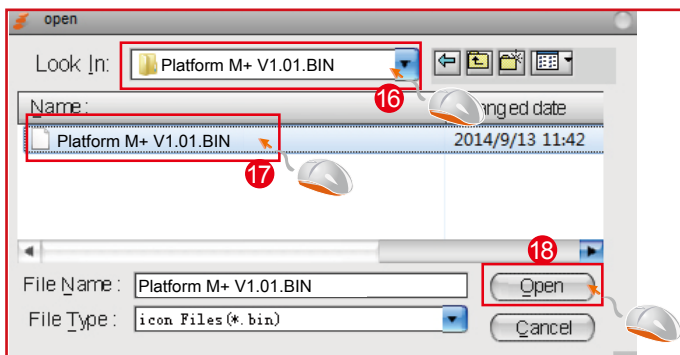 open
Look In: Platform M+ V1.01.BIN
16
Name: anged date
Platform M+ V1.01.BIN 2014/9/13 11:42
17
18
File Name: Platform M+ V1.01.BIN Open
File Type: icon Files(*.bin) Cancel